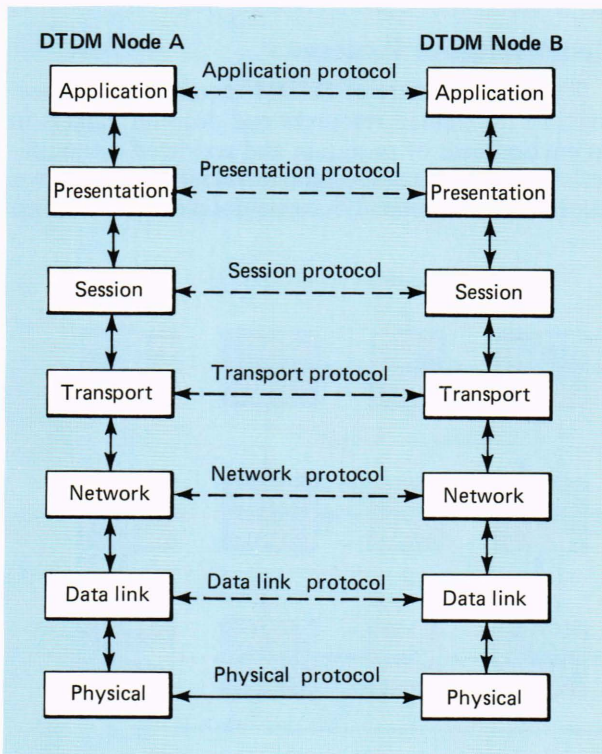 DTDM Node A
DTDM Node B
Application protocol
Application
Application
Presentation protocol
Presentation
Presentation
Session protocol
Session
Session
Transport protocol
Transport
Transport
Network protocol
Network
Network
Data link protocol
Data link
Data link
Physical protocol
Physical
Physical